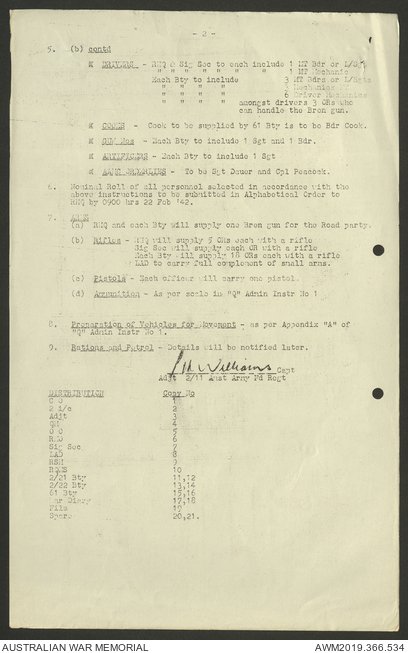 - 2 -
5. (b) contd
* DRIVERS - RHQ & Sig Sec to each include 1 MT Bdr or L/Sgt
" " " " " " " 1 MT Mechanic
Each Bty to include 3 MT Bdrs or L/Sgts
" " " " 3 Mechanics MT
" " " " 6 Driver Mechanics
amongst drivers 3 ORs who
can handle the Bren gun.
* COOKS - Cook to be supplied by 61 Bty is to be Bdr Cook.
* GUN Nos - Each Bty to include 1 Sgt and 1 Bdr.
* ARTIFICERS - Each Bty to include 1 Sgt
* - To be Sgt Dauer and Cpl Peacock.
6. Nominal Roll of all personnel selected in accordance with the
above instructions to be submitted in Alphabetical Order to
RHQ by 0900 hrs 22 Feb '42.
7. ARMS
(a) RHQ and each Bty will supply one Bren gun for the Road party.
(b) Rifles - RHQ will supply 5 ORs each with a rifle
Sig Sec will supply each OR with a rifle
Each Bty will supply 18 ORs each with a rifle
LAD to carry full complement of small arms.
(c) Pistols - Each officer will carry one pistol.
(d) Ammunition - As per scale in "Q" Admin Instr No 1
8. Preparation of Vehicles for Movement - as per Appendix "A" of
"Q" Admin Instr No 1.
9. Rations and Petrol - Details will be notified later.
Williams Capt
Adjt 2/11 Aust Army Fd Regt
DISTRIBUTION Copy No
C O 1
2 i/c 2
Adjt 3
QM 4
O C 5
RHQ 6
Sig Sec 7
LAD 8
RSM 9
RQMS 10
2/21 Bty 11,12
2/22 Bty 13,14
61 Bty 15,16
War Diary 17,18
File 19
Spare 20,21.
AUSTRALIAN WAR MEMORIAL
AWM2019.366.534